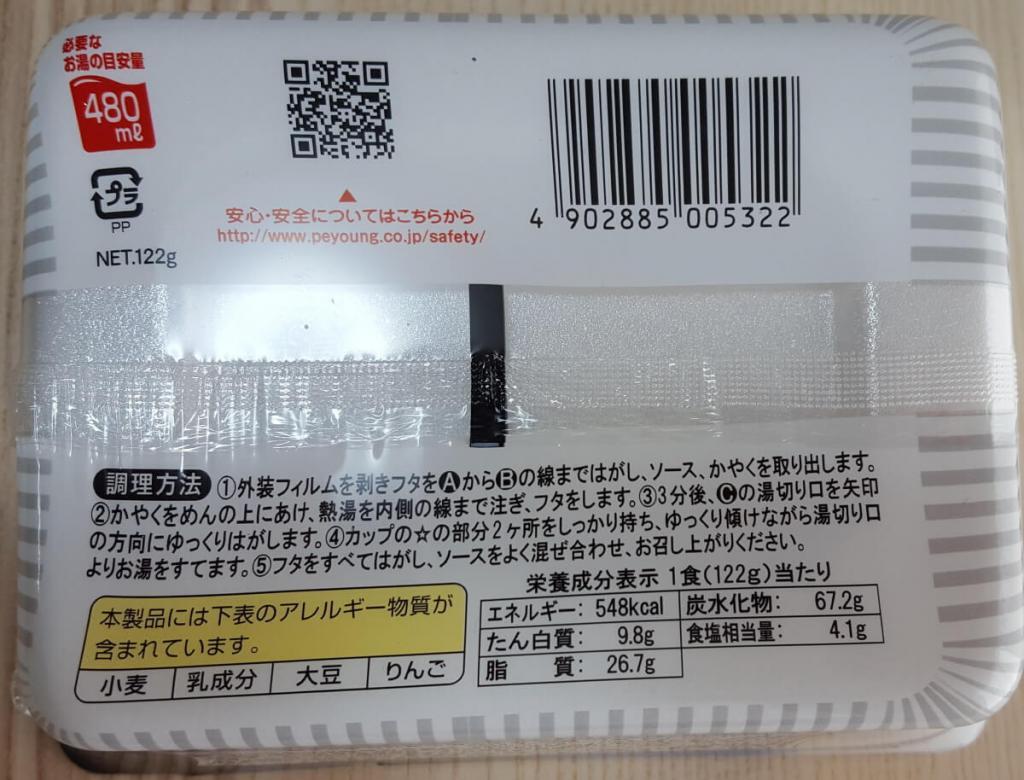 必要な
お湯の目安量
480
mℓ
プラ
PP
NET.122g
安心・安全についてはこちらから
http://www.peyoung.co.jp/safety/
4 902885 005322
調理方法 ①外装フィルムを剥きフタをⒶからⒷの線まではがし、ソース、かやくを取り出します。
②かやくをめんの上にあけ、熱湯を内側の線まで注ぎ、フタをします。③3分後、Ⓒの湯切り口を矢印
の方向にゆっくりはがします。④カップの☆の部分2ヶ所をしっかり持ち、ゆっくり傾けながら湯切り口
よりお湯をすてます。⑤フタをすべてはがし、ソースをよく混ぜ合わせ、お召し上がりください。
本製品には下表のアレルギー物質が
含まれています。
小麦 乳成分 大豆 りんご
栄養成分表示 1食(122g)当たり
エネルギー: 548kcal 炭水化物: 67.2g
たん白質: 9.8g 食塩相当量: 4.1g
脂 質: 26.7g